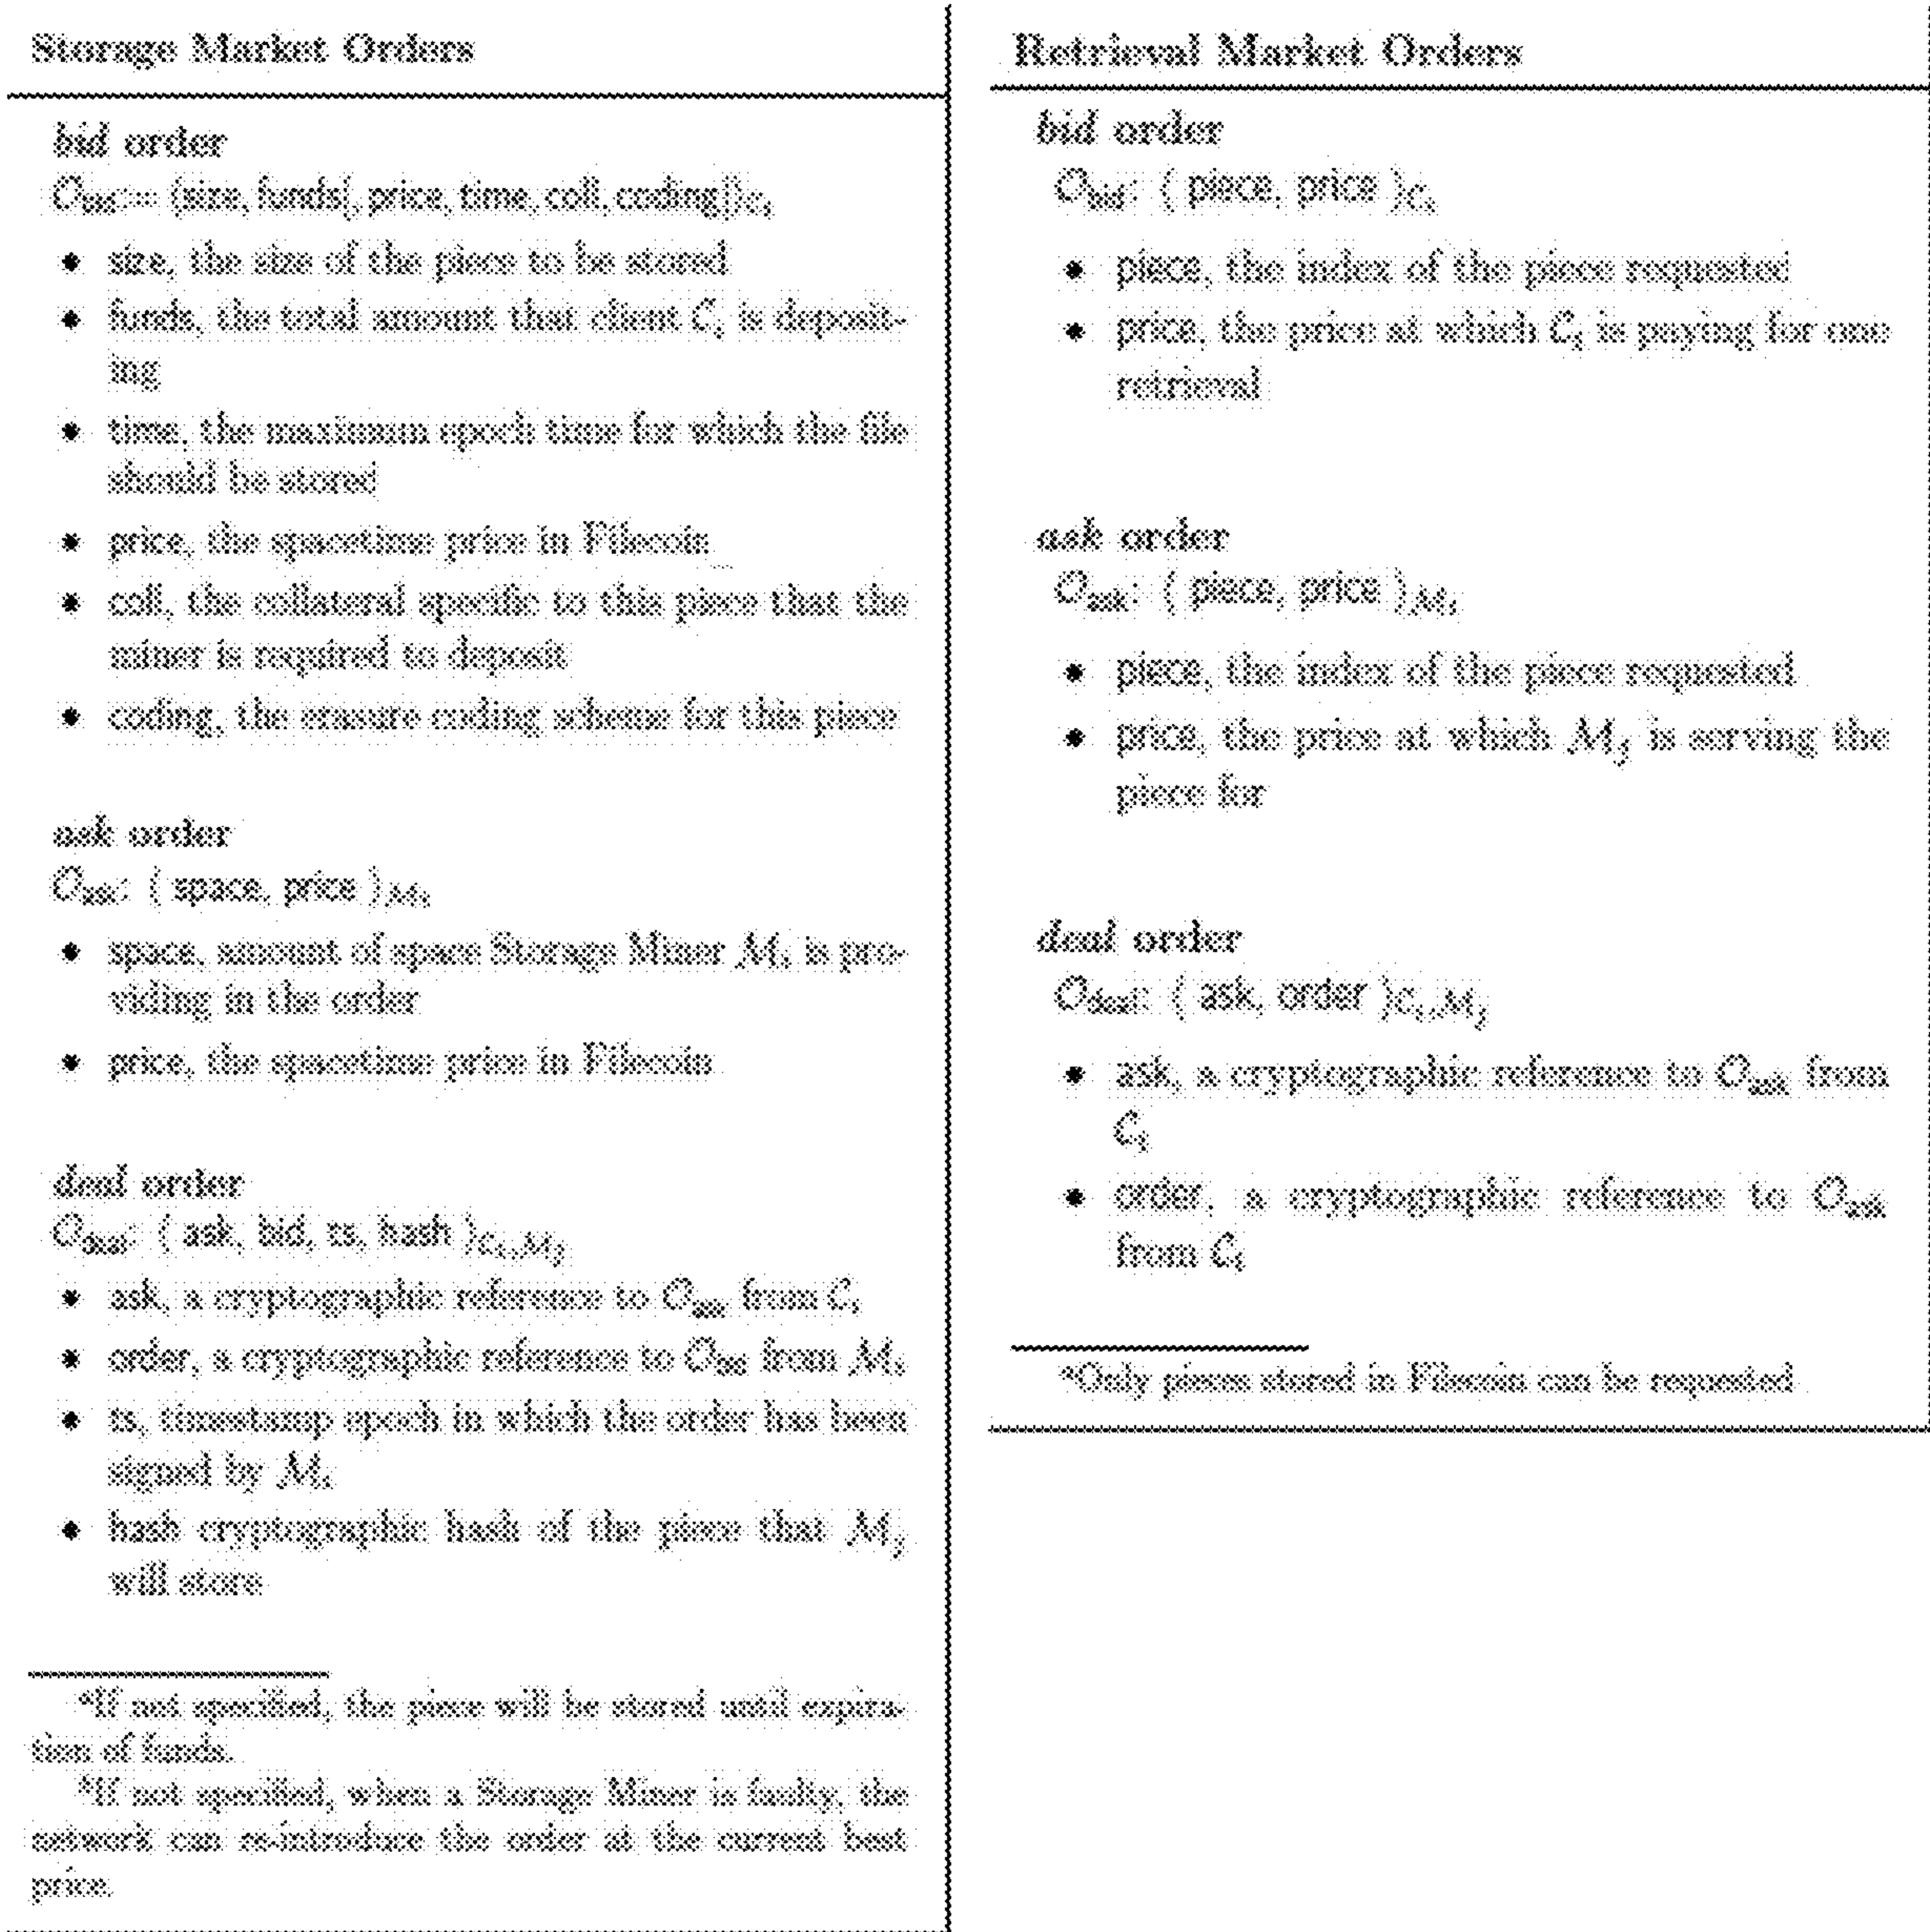 Storage Market Orders
bid order
O_bid := ⟨size, funds[, price, time, coll, coding]⟩_C_i
• size, the size of the piece to be stored
• funds, the total amount that client C_i is deposit-
ing
• time, the maximum epoch time for which the file
should be stored
• price, the spacetime price in Filecoin
• coll, the collateral specific to this piece that the
miner is required to deposit
• coding, the erasure coding scheme for this piece
ask order
O_ask: ⟨ space, price ⟩_M_i
• space, amount of space Storage Miner M_i is pro-
viding in the order
• price, the spacetime price in Filecoin
deal order
O_deal: ⟨ ask, bid, ts, hash ⟩_C_i,M_j
• ask, a cryptographic reference to O_ask from C_i
• order, a cryptographic reference to O_bid from M_i
• ts, timestamp epoch in which the order has been
signed by M_i
• hash cryptographic hash of the piece that M_j
will store
ᵃIf not specified, the piece will be stored until expira-
tion of funds.
ᵇIf not specified, when a Storage Miner is faulty, the
network can re-introduce the order at the current best
price.
Retrieval Market Orders
bid order
O_bid: ⟨ piece, price ⟩_C_i
• piece, the index of the piece requested
• price, the price at which C_i is paying for one
retrieval
ask order
O_ask: ⟨ piece, price ⟩_M_i
• piece, the index of the piece requested
• price, the price at which M_j is serving the
piece for
deal order
O_deal: ⟨ ask, order ⟩_C_i,M_j
• ask, a cryptographic reference to O_ask from
C_i
• order, a cryptographic reference to O_ask
from C_i
ᵃOnly pieces stored in Filecoin can be requested